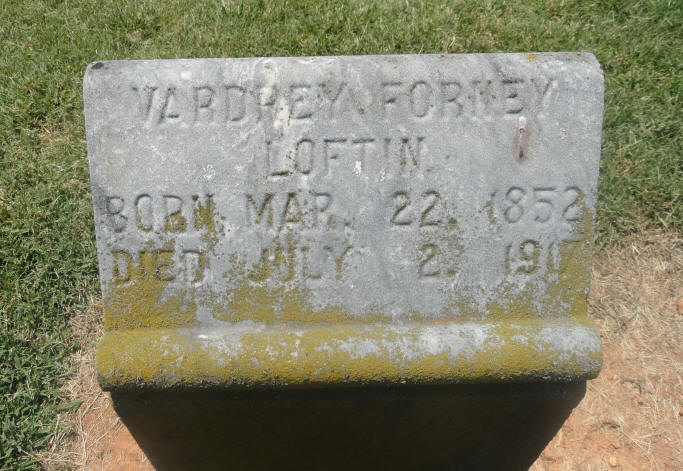 VARDREY FORNEY
LOFTIN.
BORN MAR. 22. 1852
DIED JULY 2. 1917